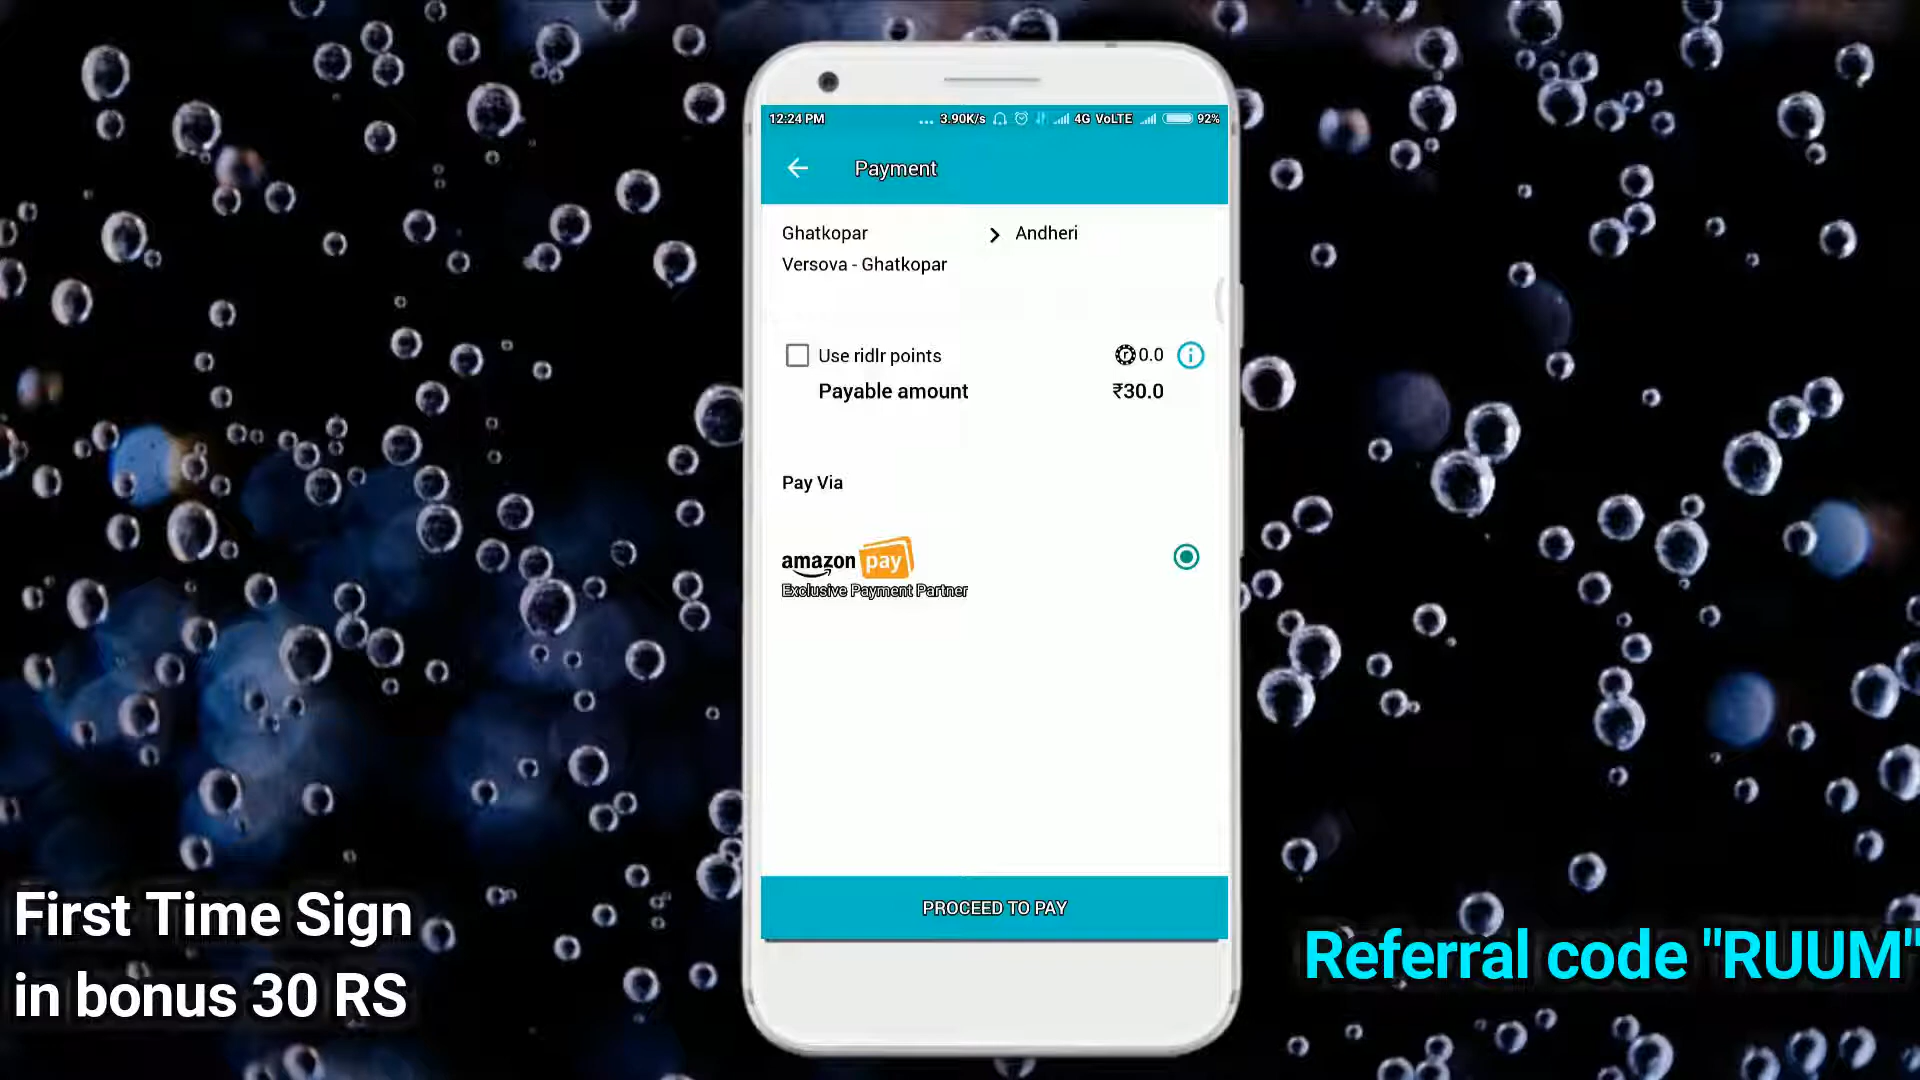 12:24 PM ... 3.90K/s 4G VoLTE 92%
Payment
Ghatkopar > Andheri
Versova - Ghatkopar
Use ridlr points r 0.0 i
Payable amount ₹30.0
Pay Via
amazon pay
Exclusive Payment Partner
PROCEED TO PAY
First Time Sign
in bonus 30 RS
Referral code "RUUM"